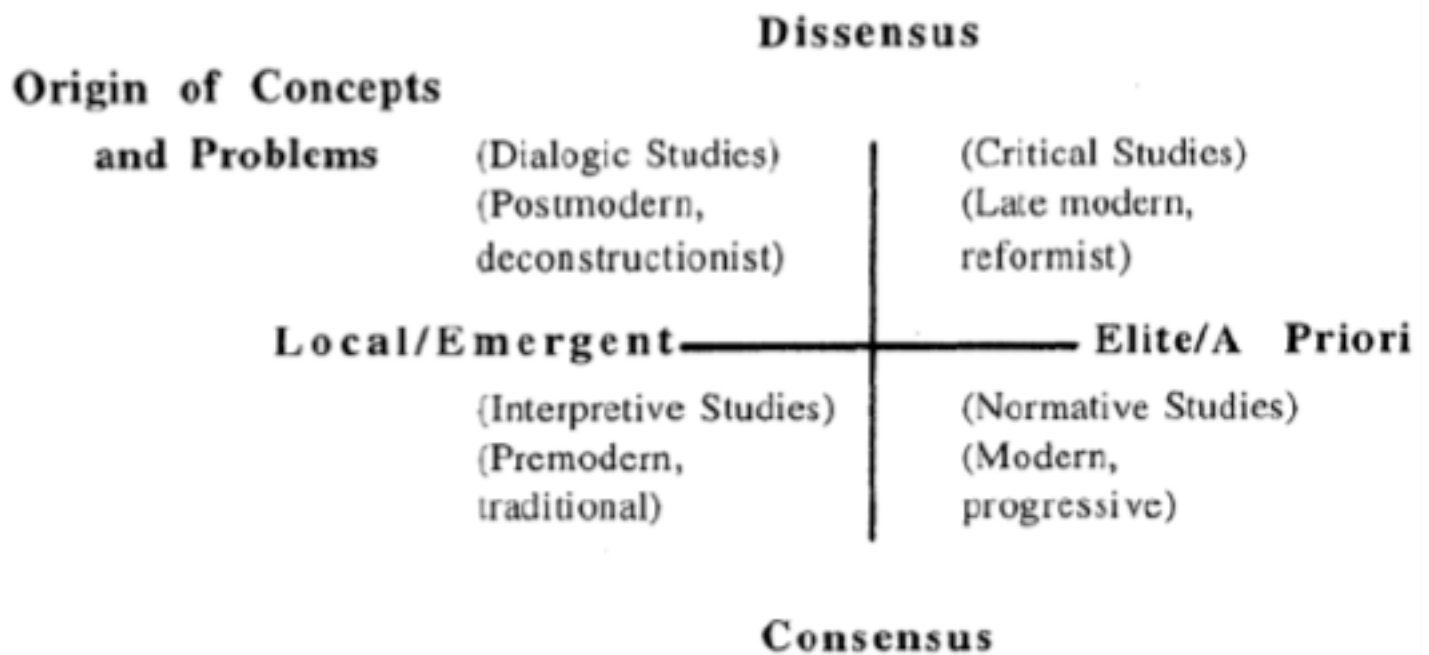 Dissensus
Origin of Concepts
and Problems
(Dialogic Studies)
(Postmodern,
deconstructionist)
(Critical Studies)
(Late modern,
reformist)
Local/Emergent
Elite/A Priori
(Interpretive Studies)
(Premodern,
traditional)
(Normative Studies)
(Modern,
progressive)
Consensus